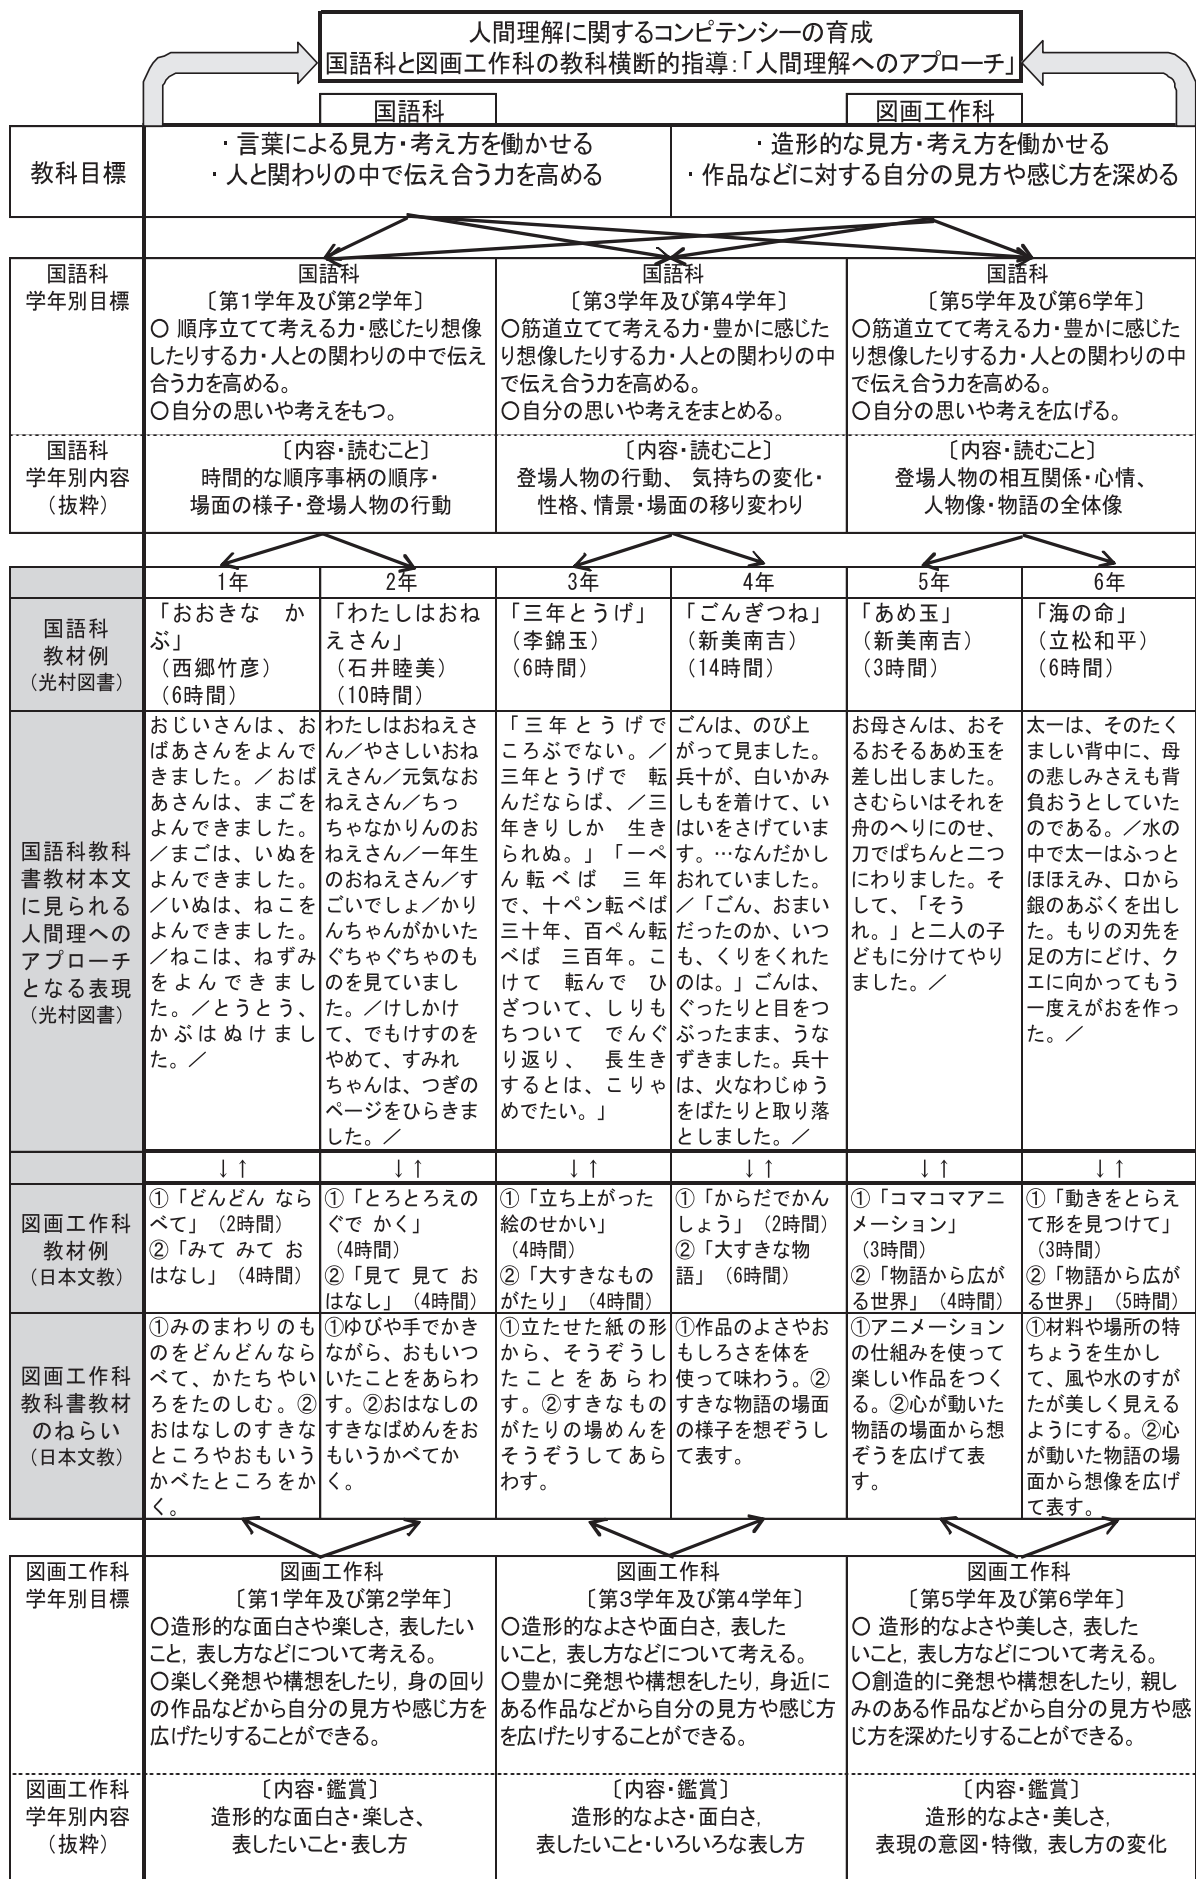 人間理解に関するコンピテンシーの育成
国語科と図画工作科の教科横断的指導:「人間理解へのアプローチ」
国語科
図画工作科
教科目標
・言葉による見方・考え方を働かせる
・人と関わりの中で伝え合う力を高める
・造形的な見方・考え方を働かせる
・作品などに対する自分の見方や感じ方を深める
国語科
学年別目標
国語科
〔第1学年及び第2学年〕
〇 順序立てて考える力・感じたり想像
したりする力・人との関わりの中で伝え
合う力を高める。
〇自分の思いや考えをもつ。
国語科
〔第3学年及び第4学年〕
〇筋道立てて考える力・豊かに感じた
り想像したりする力・人との関わりの中
で伝え合う力を高める。
〇自分の思いや考えをまとめる。
国語科
〔第5学年及び第6学年〕
〇筋道立てて考える力・豊かに感じた
り想像したりする力・人との関わりの中
で伝え合う力を高める。
〇自分の思いや考えを広げる。
国語科
学年別内容
(抜粋)
〔内容・読むこと〕
時間的な順序事柄の順序・
場面の様子・登場人物の行動
〔内容・読むこと〕
登場人物の行動、 気持ちの変化・
性格、情景・場面の移り変わり
〔内容・読むこと〕
登場人物の相互関係・心情、
人物像・物語の全体像
1年
2年
3年
4年
5年
6年
国語科
教材例
(光村図書)
「おおきな か
ぶ」
(西郷竹彦)
(6時間)
「わたしはおね
えさん」
(石井睦美)
(10時間)
「三年とうげ」
(李錦玉)
(6時間)
「ごんぎつね」
(新美南吉)
(14時間)
「あめ玉」
(新美南吉)
(3時間)
「海の命」
(立松和平)
(6時間)
国語科教科
書教材本文
に見られる
人間理への
アプローチ
となる表現
(光村図書)
おじいさんは、お
ばあさんをよんで
きました。／おば
あさんは、まごを
よんできました。
／まごは、いぬを
よんできました。
／いぬは、ねこを
よんできました。
／ねこは、ねずみ
をよんできまし
た。／とうとう、
かぶはぬけまし
た。／
わたしはおねえさ
ん／やさしいおね
えさん／元気なお
ねえさん／ちっ
ちゃなかりんのお
ねえさん／一年生
のおねえさん／す
ごいでしょ／かり
んちゃんがかいた
ぐちゃぐちゃのも
のを見ていまし
た。／けしかけ
て、でもけすのを
やめて、すみれ
ちゃんは、つぎの
ページをひらきま
した。／
「三年とうげで
ころぶでない。／
三年とうげで 転
んだならば、／三
年きりしか 生き
られぬ。」「一ぺ
ん転べば 三年
で、十ペン転べば
三十年、百ぺん転
べば 三百年。こ
けて 転んで ひ
ざついて、しりも
ちついて でんぐ
り返り、 長生き
するとは、こりゃ
めでたい。」
ごんは、のび上
がって見ました。
兵十が、白いかみ
しもを着けて、い
はいをさげていま
す。…なんだかし
おれていました。
／「ごん、おまい
だったのか、いつ
も、くりをくれた
のは。」ごんは、
ぐったりと目をつ
ぶったまま、うな
ずきました。兵十
は、火なわじゅう
をばたりと取り落
としました。／
お母さんは、おそ
るおそるあめ玉を
差し出しました。
さむらいはそれを
舟のへりにのせ、
刀でぱちんと二つ
にわりました。そ
して、「そう
れ。」と二人の子
どもに分けてやり
ました。／
太一は、そのたく
ましい背中に、母
の悲しみさえも背
負おうとしていた
のである。／水の
中で太一はふっと
ほほえみ、口から
銀のあぶくを出し
た。もりの刃先を
足の方にどけ、ク
エに向かってもう
一度えがおを作っ
た。／
↓↑
↓↑
↓↑
↓↑
↓↑
↓↑
図画工作科
教材例
(日本文教)
①「どんどん なら
べて」(2時間)
②「みて みて お
はなし」(4時間)
①「とろとろえの
ぐで かく」
(4時間)
②「見て 見て お
はなし」(4時間)
①「立ち上がった
絵のせかい」
(4時間)
②「大すきなもの
がたり」(4時間)
①「からだでかん
しょう」(2時間)
②「大すきな物
語」(6時間)
①「コマコマアニ
メーション」
(3時間)
②「物語から広が
る世界」(4時間)
①「動きをとらえ
て形を見つけて」
(3時間)
②「物語から広が
る世界」(5時間)
図画工作科
教科書教材
のねらい
(日本文教)
①みのまわりのも
のをどんどんなら
べて、かたちやい
ろをたのしむ。②
おはなしのすきな
ところやおもいう
かべたところをか
く。
①ゆびや手でかき
ながら、おもいつ
いたことをあらわ
す。②おはなしの
すきなばめんをお
もいうかべてか
く。
①立たせた紙の形
から、そうぞうし
たことをあらわ
す。②すきなもの
がたりの場めんを
そうぞうしてあら
わす。
①作品のよさやお
もしろさを体を
使って味わう。②
すきな物語の場面
の様子を想ぞうし
て表す。
①アニメーション
の仕組みを使って
楽しい作品をつく
る。②心が動いた
物語の場面から想
ぞうを広げて表
す。
①材料や場所の特
ちょうを生かし
て、風や水のすが
たが美しく見える
ようにする。②心
が動いた物語の場
面から想像を広げ
て表す。
図画工作科
学年別目標
図画工作科
〔第1学年及び第2学年〕
〇造形的な面白さや楽しさ，表したい
こと，表し方などについて考える。
〇楽しく発想や構想をしたり，身の回り
の作品などから自分の見方や感じ方を
広げたりすることができる。
図画工作科
〔第3学年及び第4学年〕
〇造形的なよさや面白さ，表した
いこと，表し方などについて考える。
〇豊かに発想や構想をしたり，身近に
ある作品などから自分の見方や感じ方
を広げたりすることができる。
図画工作科
〔第5学年及び第6学年〕
〇 造形的なよさや美しさ，表した
いこと，表し方などについて考える。
〇創造的に発想や構想をしたり，親し
みのある作品などから自分の見方や感
じ方を深めたりすることができる。
図画工作科
学年別内容
(抜粋)
〔内容・鑑賞〕
造形的な面白さ・楽しさ、
表したいこと・表し方
〔内容・鑑賞〕
造形的なよさ・面白さ，
表したいこと・いろいろな表し方
〔内容・鑑賞〕
造形的なよさ・美しさ，
表現の意図・特徴，表し方の変化